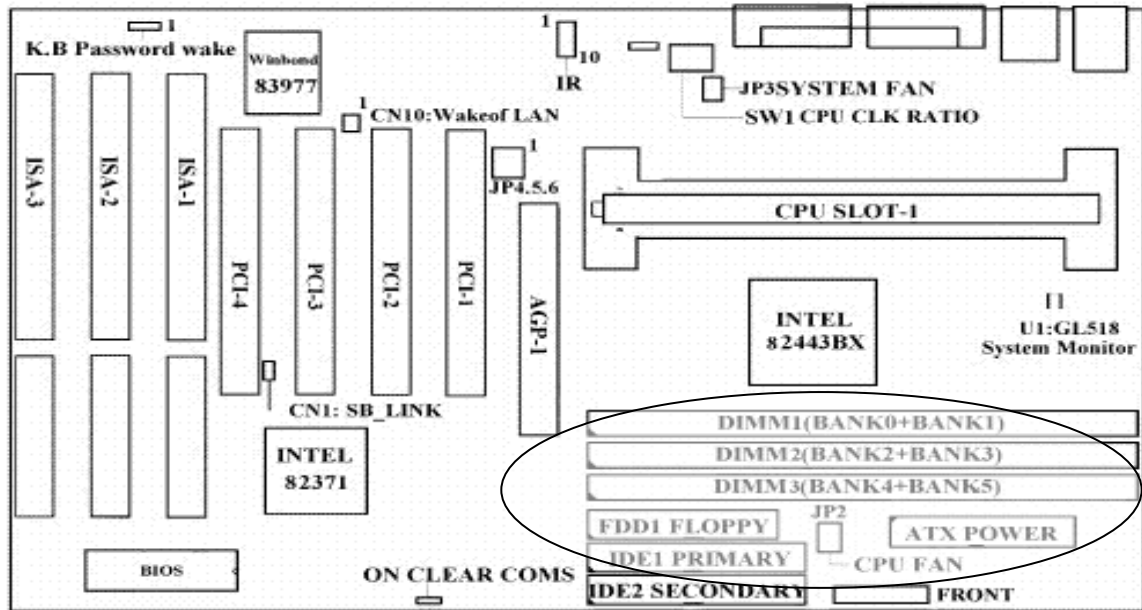 1
K.B Password wake
Winbond
83977
1
10
IR
JP3SYSTEM FAN
SW1 CPU CLK RATIO
1
CN10:Wakeof LAN
1
JP4.5.6
ISA-3
ISA-2
ISA-1
PCI-4
PCI-3
PCI-2
PCI-1
AGP-1
CPU SLOT-1
INTEL
82443BX
U1:GL518
System Monitor
CN1: SB_LINK
INTEL
82371
DIMM1(BANK0+BANK1)
DIMM2(BANK2+BANK3)
DIMM3(BANK4+BANK5)
FDD1 FLOPPY
JP2
ATX POWER
IDE1 PRIMARY
CPU FAN
BIOS
ON CLEAR COMS
IDE2 SECONDARY
FRONT